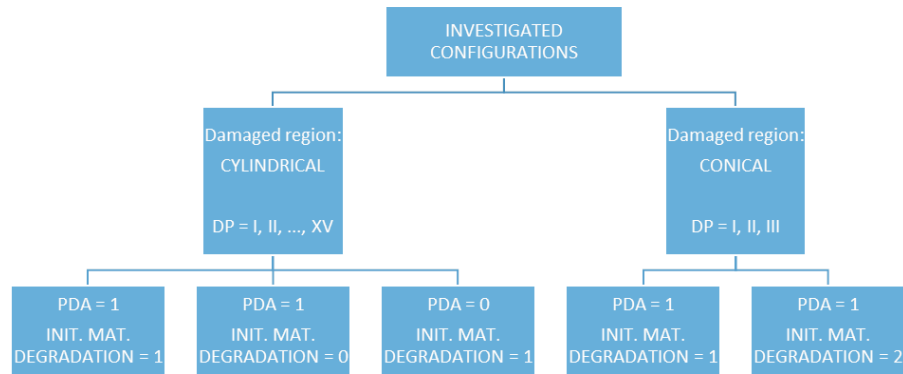 INVESTIGATED
CONFIGURATIONS
Damaged region:
CYLINDRICAL
DP = I, II, ..., XV
Damaged region:
CONICAL
DP = I, II, III
PDA = 1
INIT. MAT.
DEGRADATION = 1
PDA = 1
INIT. MAT.
DEGRADATION = 0
PDA = 0
INIT. MAT.
DEGRADATION = 1
PDA = 1
INIT. MAT.
DEGRADATION = 1
PDA = 1
INIT. MAT.
DEGRADATION = 2